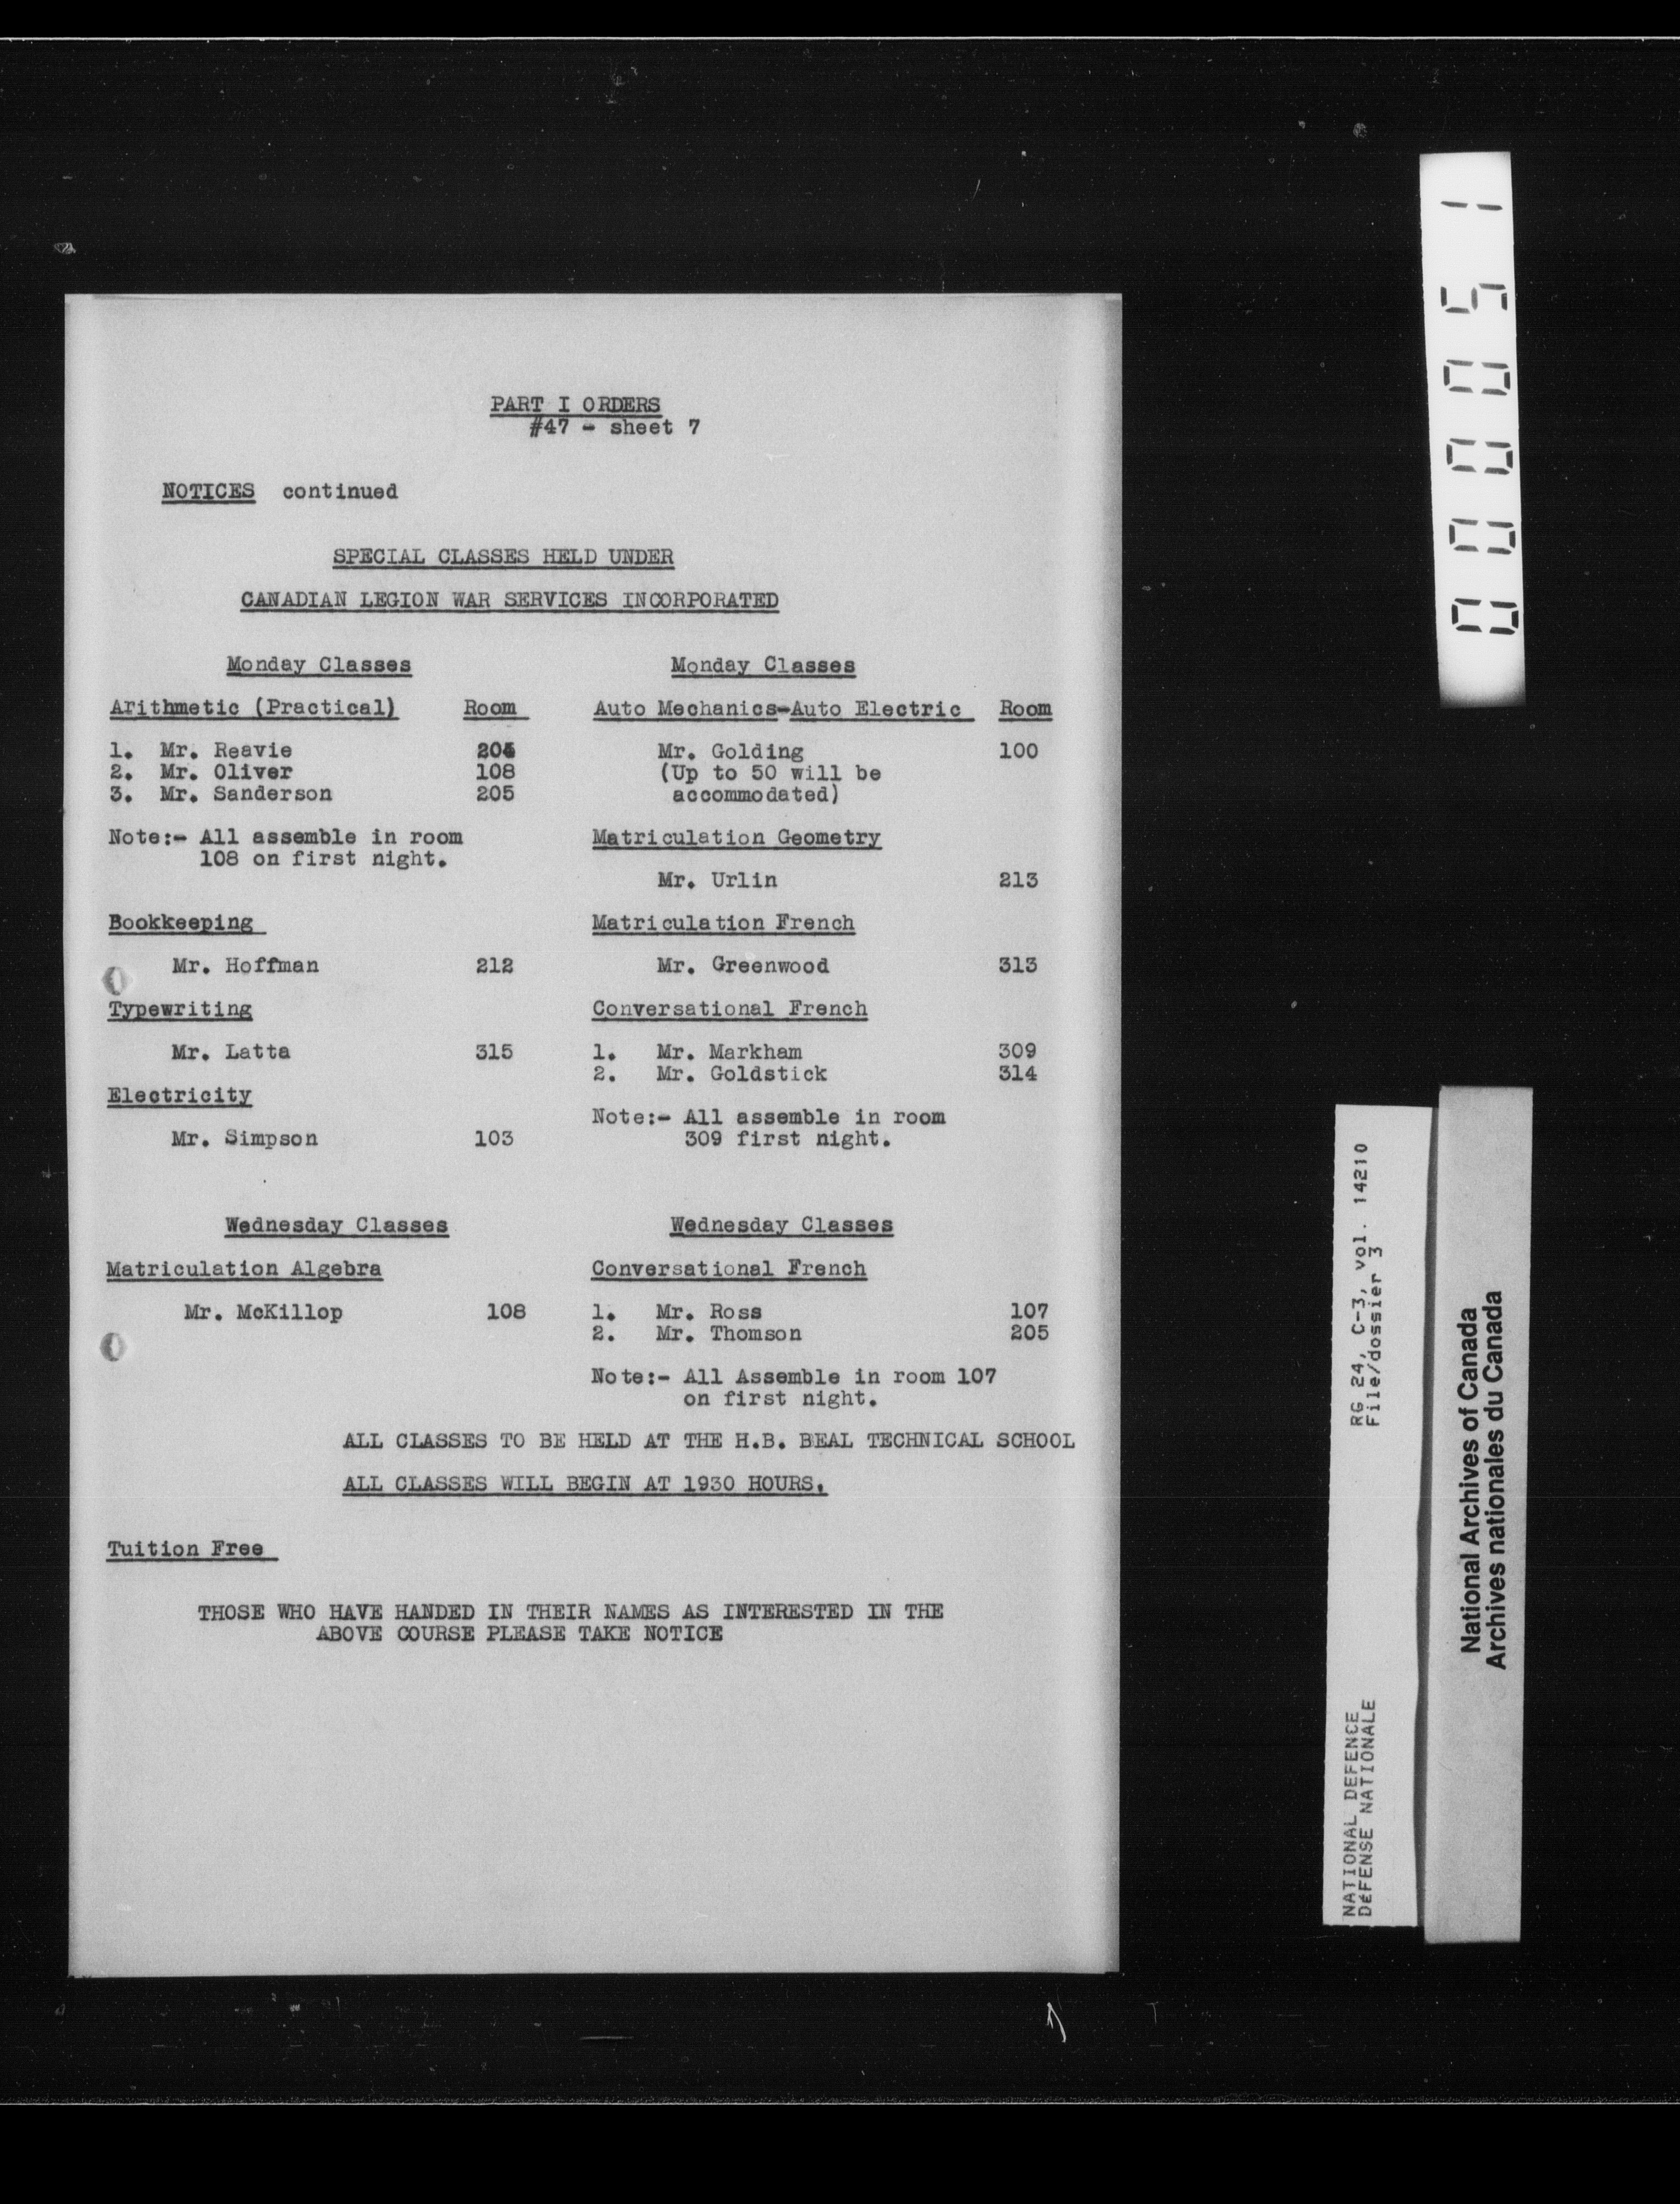 PART I ORDERS
#47 - sheet 7
NOTICES continued
SPECIAL CLASSES HELD UNDER
CANADIAN LEGION WAR SERVICES INCORPORATED
Monday Classes
Arithmetic (Practical) Room
1. Mr. Reavie
2. Mr. Oliver 108
3. Mr. Sanderson 205
Note:- All assemble in room
108 on first night.
Bookkeeping
Mr. Hoffman 212
Typewriting
Mr. Latta 315
Electricity
Mr. Simpson 103
Monday Classes
Auto Mechanics-Auto Electric Room
Mr. Golding 100
(Up to 50 will be
accommodated)
Matriculation Geometry
Mr. Urlin 213
Matriculation French
Mr. Greenwood 313
Conversational French
1. Mr. Markham 309
2. Mr. Goldstick 314
Note:- All assemble in room
309 first night.
Wednesday Classes
Matriculation Algebra
Mr. McKillop 108
Wednesday Classes
Conversational French
1. Mr. Ross 107
2. Mr. Thomson 205
Note:- All Assemble in room 107
on first night.
ALL CLASSES TO BE HELD AT THE H.B. BEAL TECHNICAL SCHOOL
ALL CLASSES WILL BEGIN AT 1930 HOURS.
Tuition Free
THOSE WHO HAVE HANDED IN THEIR NAMES AS INTERESTED IN THE
ABOVE COURSE PLEASE TAKE NOTICE
000051
NATIONAL DEFENCE RG 24, C-3, vol. 14210
DéFENSE NATIONALE File/dossier 3
National Archives of Canada
Archives nationales du Canada